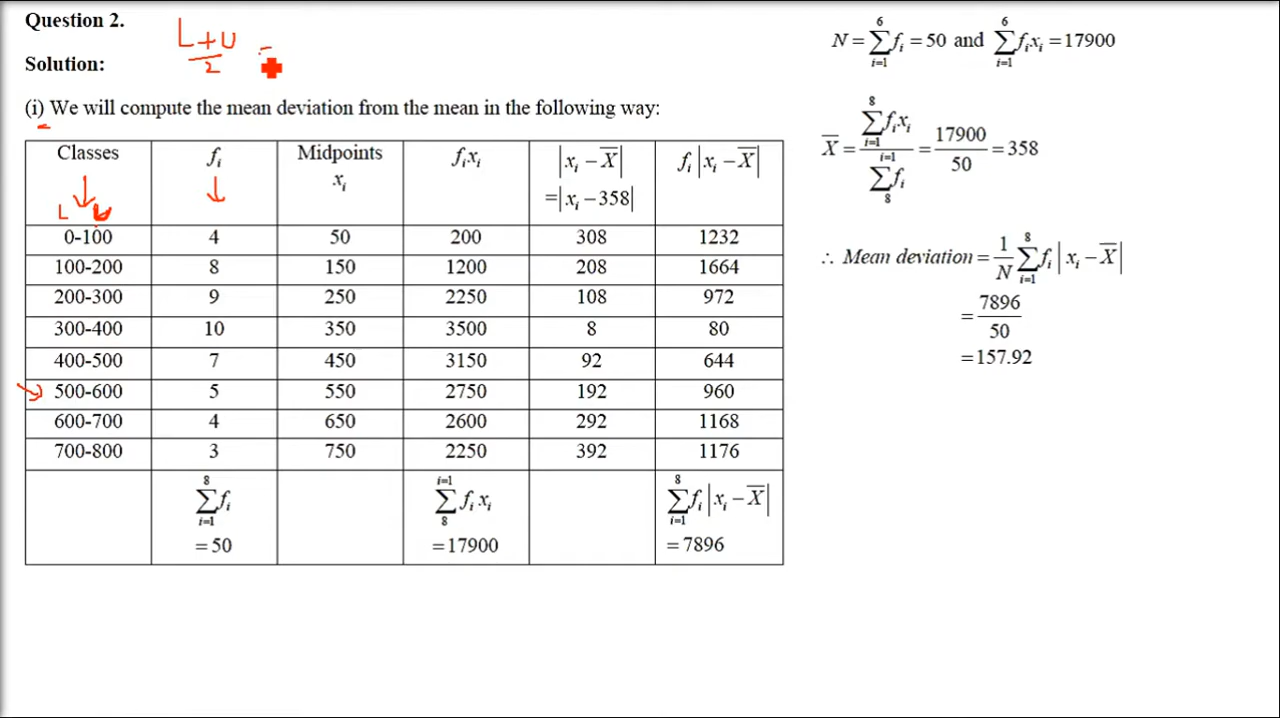 Question 2.
L+U
2
Solution:
(i) We will compute the mean deviation from the mean in the following way:
Classes fᵢ Midpoints xᵢ fᵢxᵢ |xᵢ − X̅| =|xᵢ − 358| fᵢ|xᵢ − X̅|
L U
0-100 4 50 200 308 1232
100-200 8 150 1200 208 1664
200-300 9 250 2250 108 972
300-400 10 350 3500 8 80
400-500 7 450 3150 92 644
500-600 5 550 2750 192 960
600-700 4 650 2600 292 1168
700-800 3 750 2250 392 1176
8 i=1 8
∑fᵢ ∑fᵢxᵢ ∑fᵢ|xᵢ − X̅|
i=1 8 i=1
=50 =17900 =7896
6 6
N = ∑fᵢ = 50 and ∑fᵢxᵢ = 17900
i=1 i=1
8
∑fᵢxᵢ
i=1
X̅ = = 17900/50 = 358
i=1
∑fᵢ
8
8
∴ Mean deviation = 1/N ∑fᵢ|xᵢ − X̅|
i=1
= 7896/50
=157.92